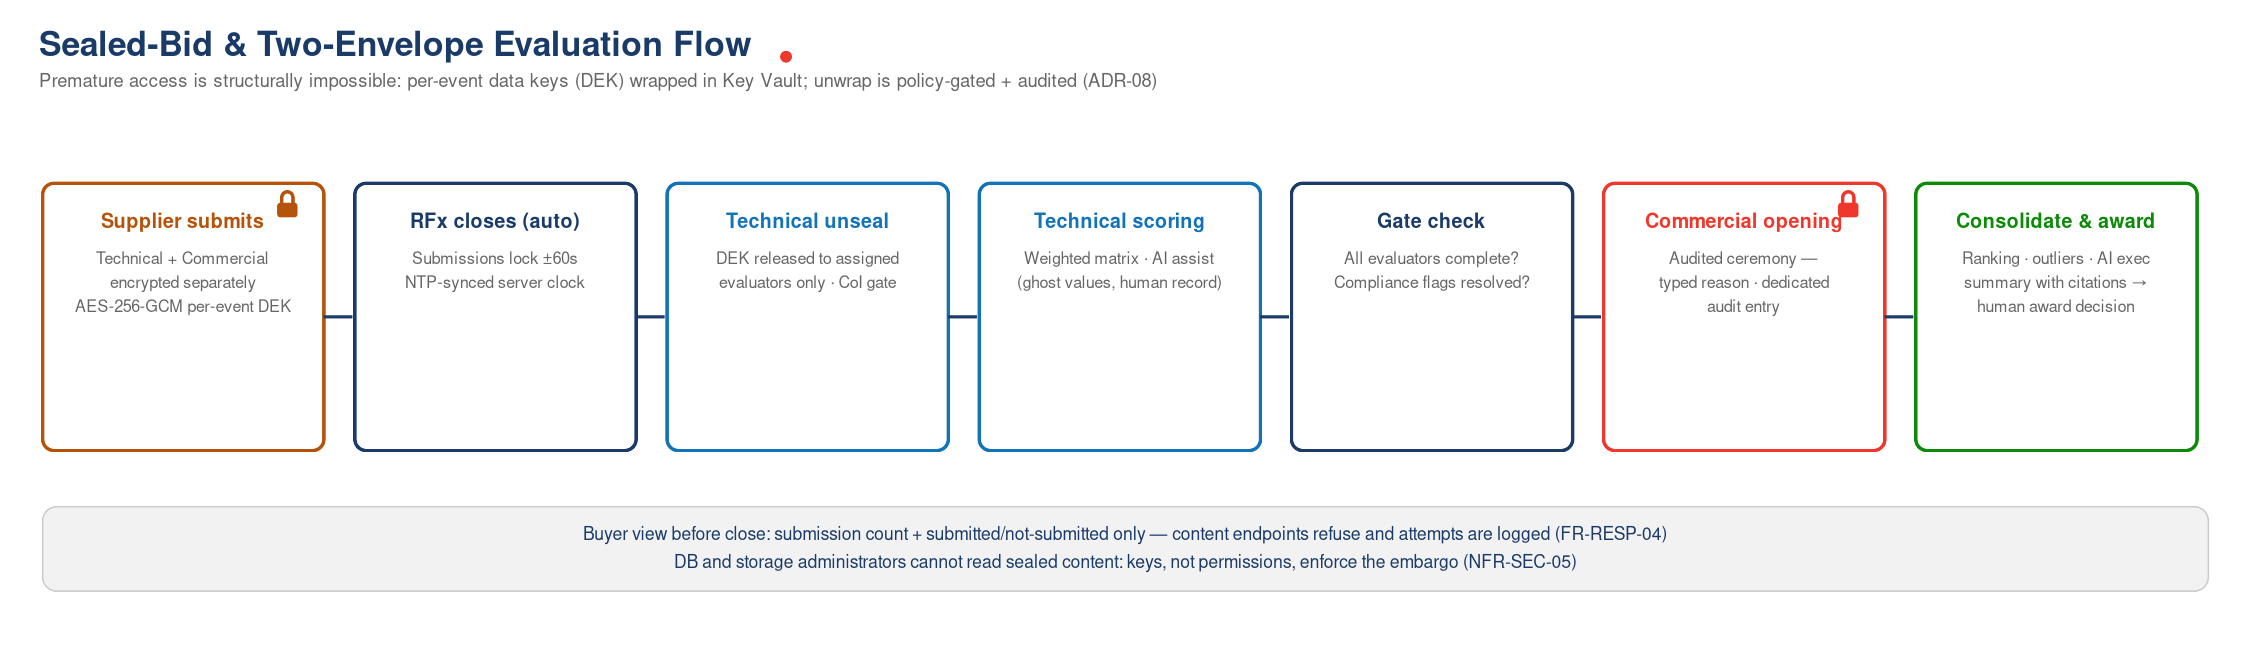 Sealed-Bid & Two-Envelope Evaluation Flow
Premature access is structurally impossible: per-event data keys (DEK) wrapped in Key Vault; unwrap is policy-gated + audited (ADR-08)
Supplier submits
Technical + Commercial
encrypted separately
AES-256-GCM per-event DEK
RFx closes (auto)
Submissions lock ±60s
NTP-synced server clock
Technical unseal
DEK released to assigned
evaluators only · CoI gate
Technical scoring
Weighted matrix · AI assist
(ghost values, human record)
Gate check
All evaluators complete?
Compliance flags resolved?
Commercial opening
Audited ceremony —
typed reason · dedicated
audit entry
Consolidate & award
Ranking · outliers · AI exec
summary with citations →
human award decision
Buyer view before close: submission count + submitted/not-submitted only — content endpoints refuse and attempts are logged (FR-RESP-04)
DB and storage administrators cannot read sealed content: keys, not permissions, enforce the embargo (NFR-SEC-05)